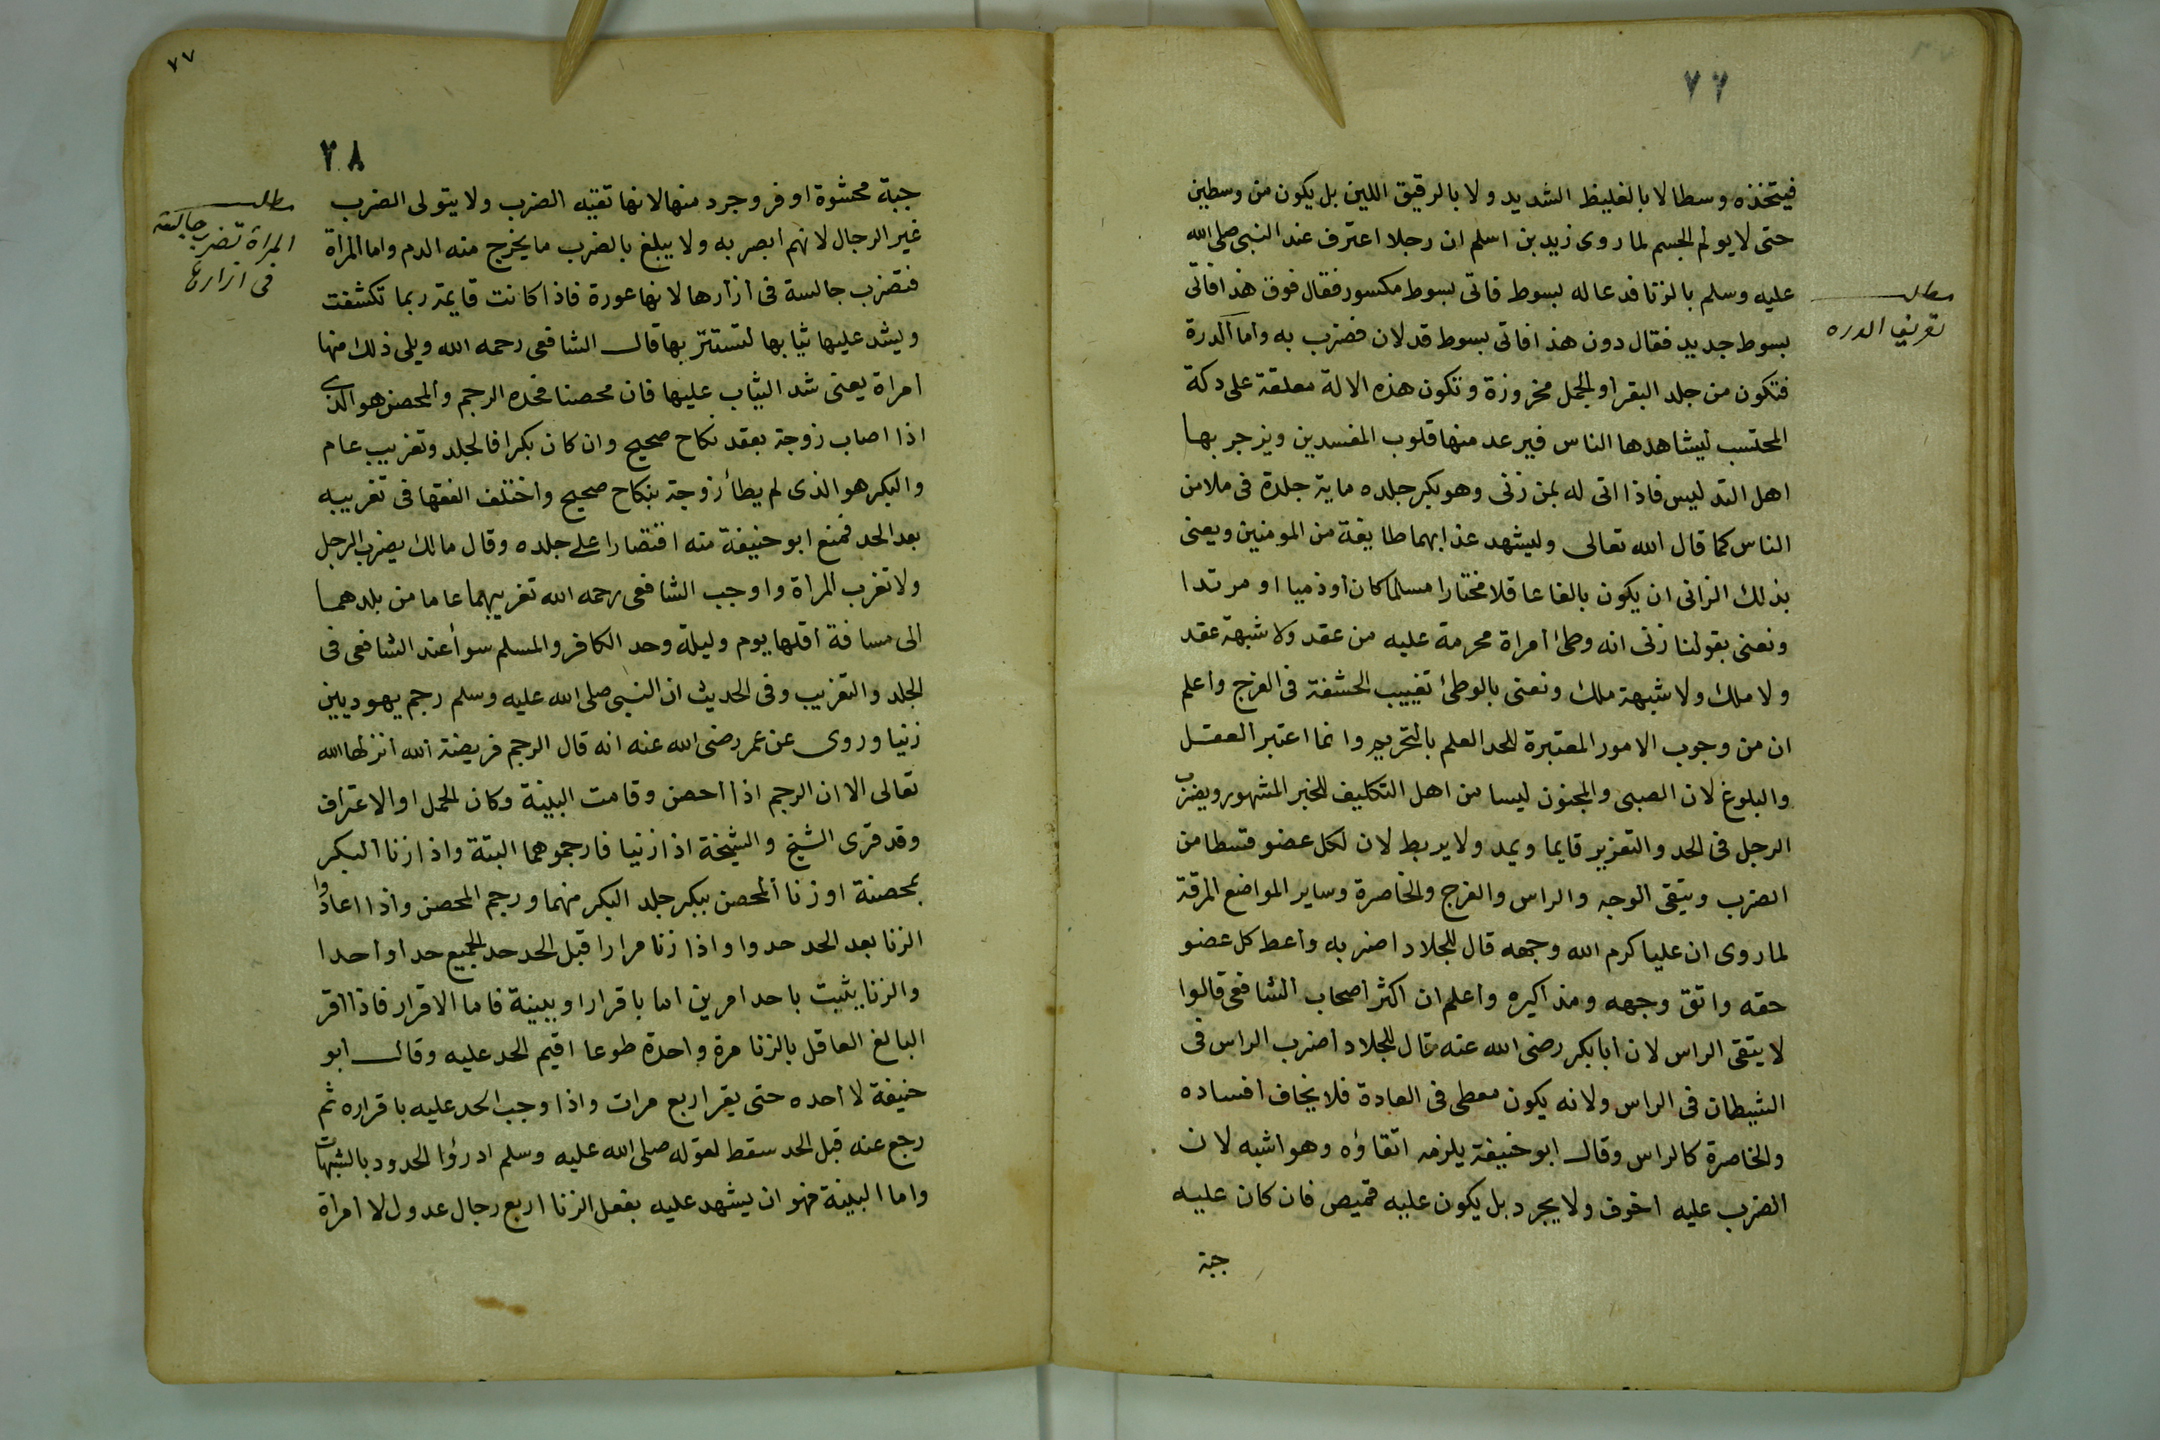 ٧٦
فيتخذه وسطا لا بالغليظ الشديد ولا بالرقيق اللين بل يكون من وسطين
حتى لا يولم الجسم لما روى زيد بن اسلم ان رجلا اعترف عند النبى صلى الله
عليه وسلم بالزنا فدعا له بسوط فاتى بسوط مكسور فقال فوق هذا فاتى
بسوط جديد فقال دون هذا فاتى بسوط قد لان فضرب به واما الدرة
فتكون من جلد البقر او الجمل مخروزة وتكون هذه الالة معلقة على دكة
المحتسب ليشاهدها الناس فيرعد منها قلوب المفسدين وينزجر بها
اهل التدليس فاذا اتى له بمن زنى وهو بكر جلده ماية جلدة فى ملا من
الناس كما قال الله تعالى وليشهد عذابهما طايفة من المومنين ويعنى
بذلك الزانى ان يكون بالغا عاقلا مختارا مسلما كان او ذميا او مرتدا
ونعنى بقولنا زنى انه وطئ امراة محرمة عليه من عقد ولا شبهة عقد
ولا ملك ولا شبهة ملك ونعنى بالوطئ تغييب الحشفة فى الفرج واعلم
ان من وجوب الامور المعتبرة للحد العلم بالتحريم وانما اعتبر العقل
والبلوغ لان الصبى والمجنون ليسا من اهل التكليف للخبر المشهور ويضرب
الرجل فى الحد والتعزير قايما ويمد ولا يربط لان لكل عضو قسطا من
الضرب ويتقى الوجه والراس والفرج والخاصرة وساير المواضع المرقة
لما روى ان عليا كرم الله وجهه قال للجلاد اضربه واعط كل عضو
حقه واتق وجهه ومذاكيره واعلم ان اكثر اصحاب الشافعى قالوا
لا يتقى الراس لان ابا بكر رضى الله عنه قال للجلاد اضرب الراس فى
الشيطان فى الراس ولانه يكون معطى فى العادة فلا يخاف افساده
والخاصرة كالراس وقال ابو حنيفة يلزمه اتقاؤه وهو اشبه لان
الضرب عليه اخوف ولا يجرد بل يكون عليه قميص فان كان عليه
جبة
مطلب
تعريف الدره
٧٧
٢٨
جبة محشوة او فرو جرد منها لانها تقيه الضرب ولا يتولى الضرب
غير الرجال لانهم ابصر به ولا يبلغ بالضرب ما يخرج منه الدم واما المراة
فتضرب جالسة فى ازارها لانها عورة فاذا كانت قايمة ربما تكشفت
ويشد عليها ثيابها لتستتر بها قال الشافعى رحمه الله ويلى ذلك منها
امراة يعنى شد الثياب عليها فان محصنا فحده الرجم والمحصن هو الذى
اذا اصاب زوجة بعقد نكاح صحيح وان كان بكرا فالجلد وتغريب عام
والبكر هو الذى لم يطأ زوجة بنكاح صحيح واختلف الفقها فى تغريبه
بعد الحد فمنع ابو حنيفة منه اقتصارا على جلده وقال مالك يضرب الرجل
ولا تغرب المراة واوجب الشافعى رحمه الله تغريبهما عاما من بلدهما
الى مسافة اقلها يوم وليلة وحد الكافر والمسلم سوأ عند الشافعى فى
الجلد والتغريب وفى الحديث ان النبى صلى الله عليه وسلم رجم يهوديين
زنيا وروى عن عمر رضى الله عنه انه قال الرجم فريضة الله انزلها الله
تعالى الا ان الرجم اذا احصن وقامت البينة وكان الحمل او الاعتراف
وقد قرى الشيخ والشيخة اذا زنيا فارجموهما البتة واذا زنا البكر
بمحصنة او زنا المحصن ببكر جلد البكر منهما ورجم المحصن واذا اعادوا
الزنا بعد الحد حدوا واذا زنا مرارا قبل الحد حد للجميع حدا واحدا
والزنا يثبت باحد امرين اما باقرار او ببينة فاما الاقرار فاذا اقر
البالغ العاقل بالزنا مرة واحدة طوعا اقيم الحد عليه وقال ابو
حنيفة لا احده حتى يقر اربع مرات واذا وجب الحد عليه باقراره ثم
رجع عنه قبل الحد سقط لقوله صلى الله عليه وسلم ادرؤا الحدود بالشبهات
واما البينة فهو ان يشهد عليه بفعل الزنا اربع رجال عدول لا امراة
مطلب
المراة تضرب جالسة
فى ازارها